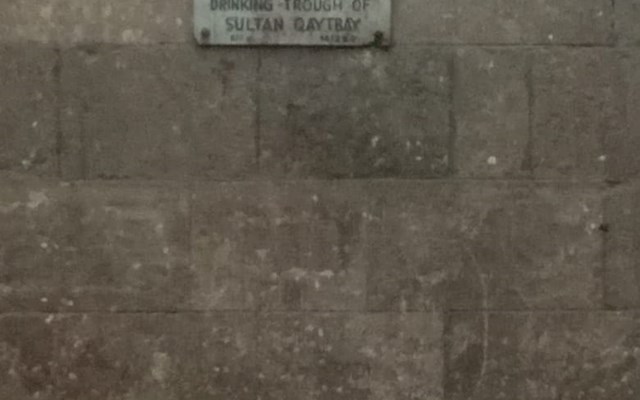 DRINKING TROUGH OF
SULTAN QAYTBAY